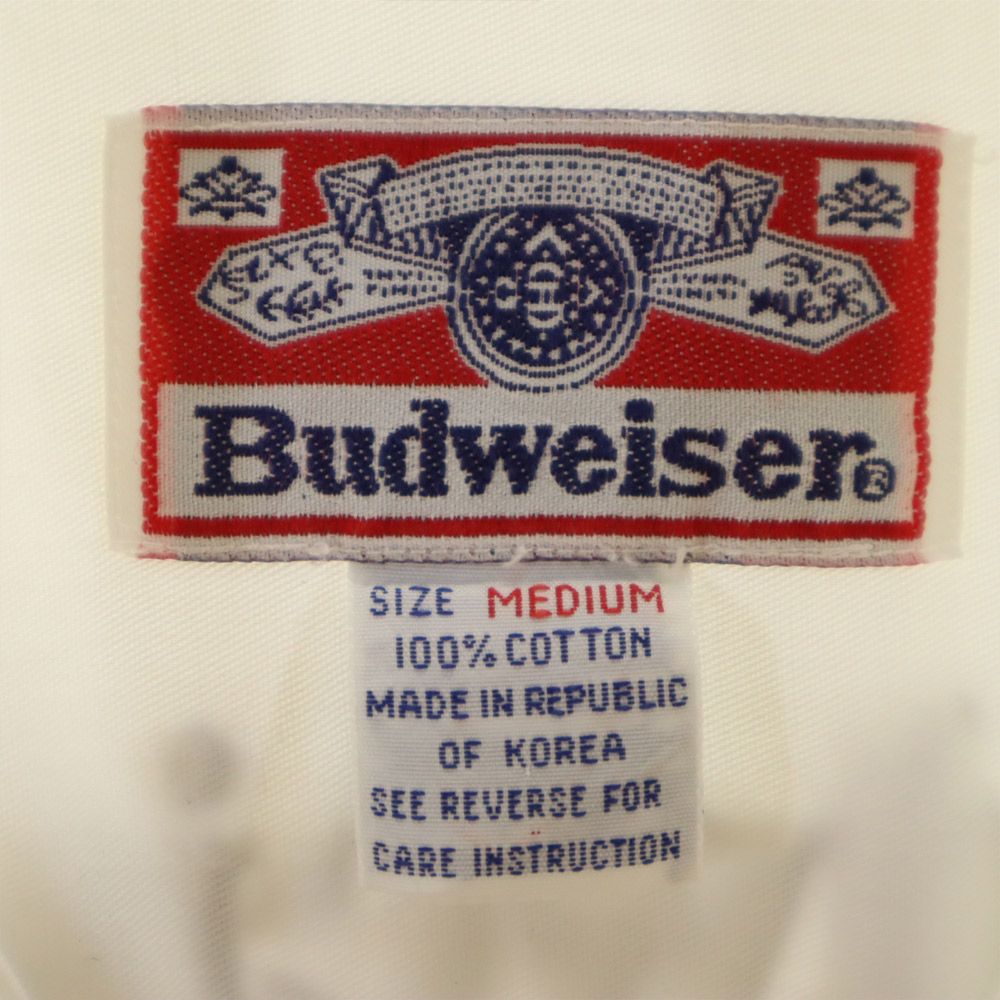 Budweiser®
SIZE MEDIUM
100% COTTON
MADE IN REPUBLIC
OF KOREA
SEE REVERSE FOR
CARE INSTRUCTION